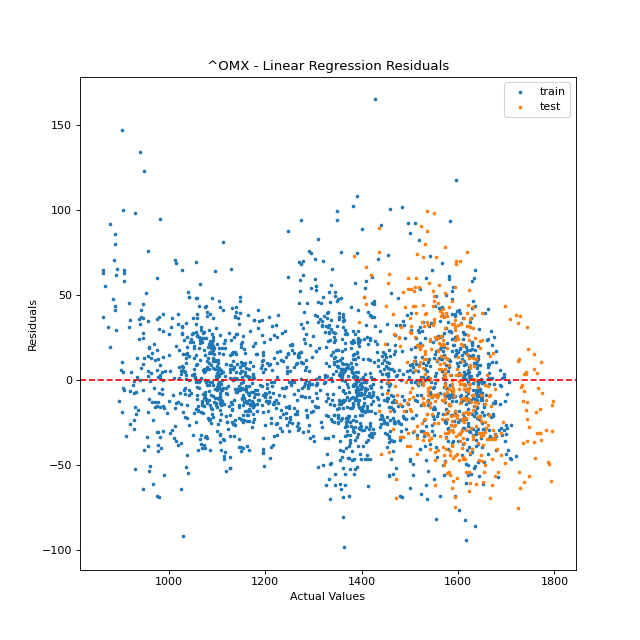 ^OMX - Linear Regression Residuals
train
test
150
100
50
0
−50
−100
Residuals
1000
1200
1400
1600
1800
Actual Values